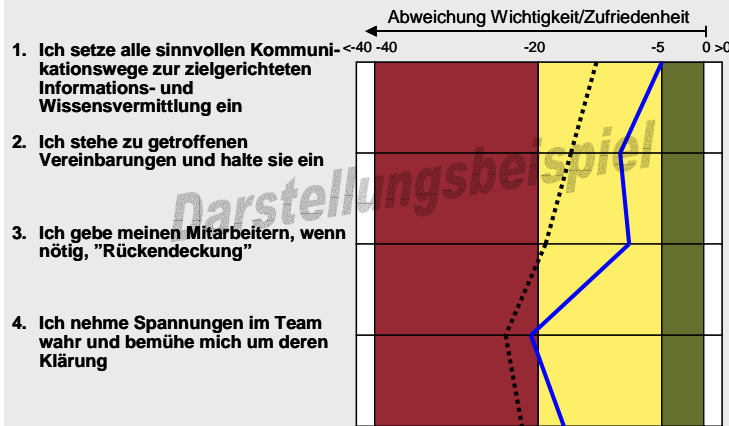 Abweichung Wichtigkeit/Zufriedenheit
<-40 -40 -20 -5 0 >0
1. Ich setze alle sinnvollen Kommuni-
kationswege zur zielgerichteten
Informations- und
Wissensvermittlung ein
2. Ich stehe zu getroffenen
Vereinbarungen und halte sie ein
Darstellungsbeispiel
3. Ich gebe meinen Mitarbeitern, wenn
nötig, ”Rückendeckung”
4. Ich nehme Spannungen im Team
wahr und bemühe mich um deren
Klärung